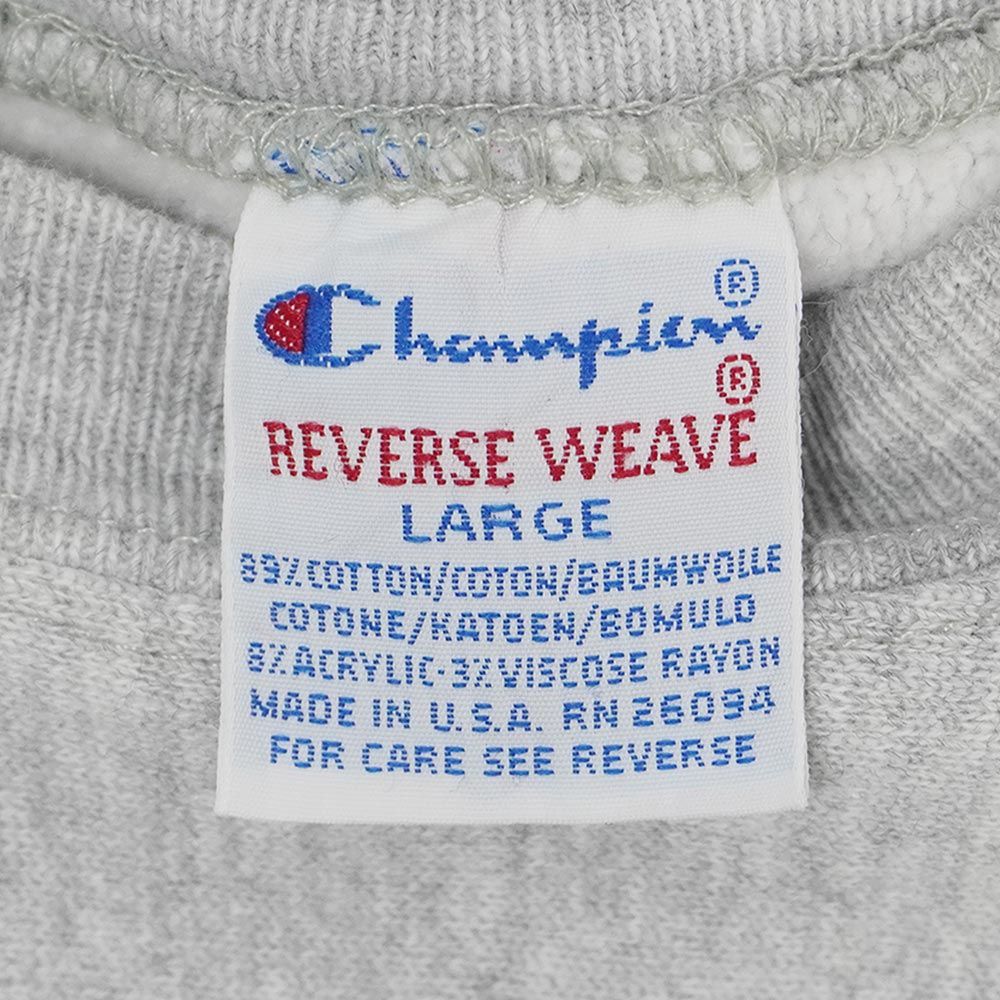 Champion®
REVERSE WEAVE®
LARGE
89% COTTON/COTON/BAUMWOLLE
COTONE/KATOEN/BOMULD
8% ACRYLIC·3% VISCOSE RAYON
MADE IN U.S.A. RN 26094
FOR CARE SEE REVERSE